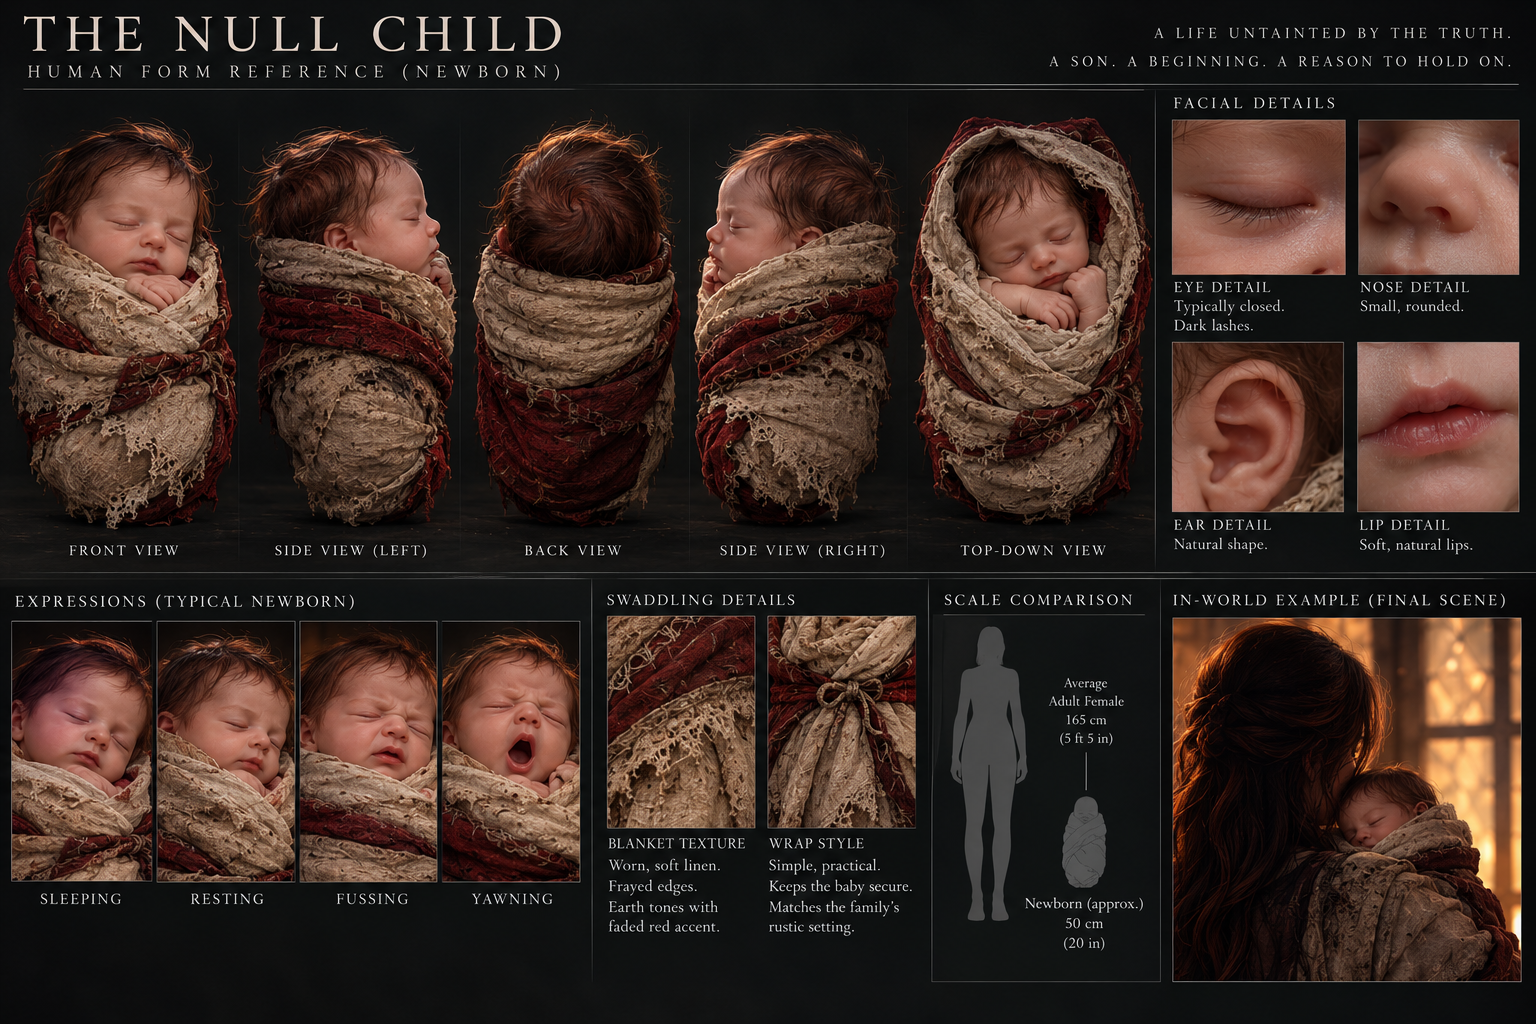 THE NULL CHILD
HUMAN FORM REFERENCE (NEWBORN)
A LIFE UNTAINTED BY THE TRUTH.
A SON. A BEGINNING. A REASON TO HOLD ON.
FRONT VIEW
SIDE VIEW (LEFT)
BACK VIEW
SIDE VIEW (RIGHT)
TOP-DOWN VIEW
FACIAL DETAILS
EYE DETAIL
Typically closed.
Dark lashes.
NOSE DETAIL
Small, rounded.
EAR DETAIL
Natural shape.
LIP DETAIL
Soft, natural lips.
EXPRESSIONS (TYPICAL NEWBORN)
SLEEPING
RESTING
FUSSING
YAWNING
SWADDLING DETAILS
BLANKET TEXTURE
Worn, soft linen.
Frayed edges.
Earth tones with
faded red accent.
WRAP STYLE
Simple, practical.
Keeps the baby secure.
Matches the family's
rustic setting.
SCALE COMPARISON
Average
Adult Female
165 cm
(5 ft 5 in)
Newborn (approx.)
50 cm
(20 in)
IN-WORLD EXAMPLE (FINAL SCENE)